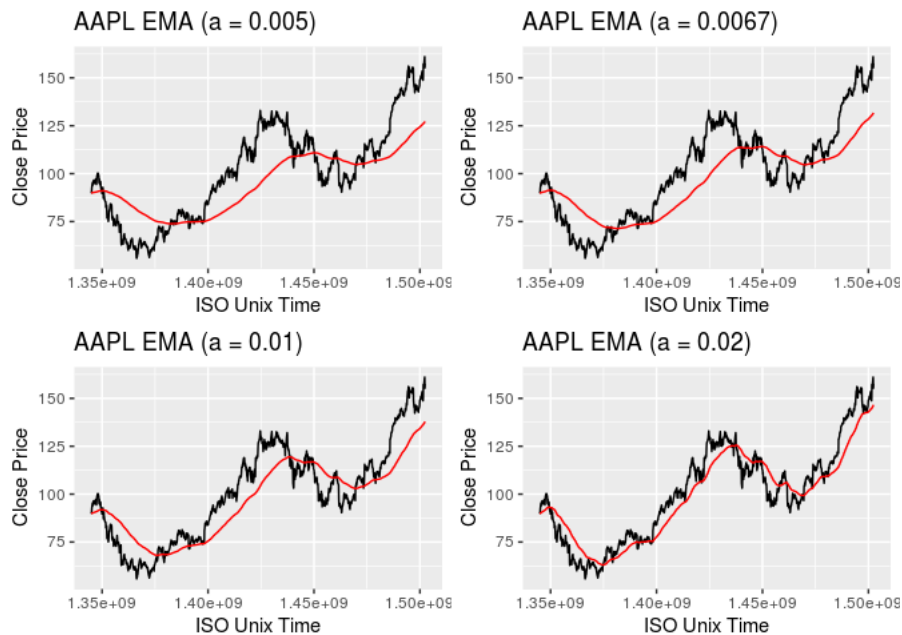 AAPL EMA (a = 0.005)
Close Price
150
125
100
75
1.35e+09 1.40e+09 1.45e+09 1.50e+09
ISO Unix Time
AAPL EMA (a = 0.0067)
Close Price
150
125
100
75
1.35e+09 1.40e+09 1.45e+09 1.50e+09
ISO Unix Time
AAPL EMA (a = 0.01)
Close Price
150
125
100
75
1.35e+09 1.40e+09 1.45e+09 1.50e+09
ISO Unix Time
AAPL EMA (a = 0.02)
Close Price
150
125
100
75
1.35e+09 1.40e+09 1.45e+09 1.50e+09
ISO Unix Time